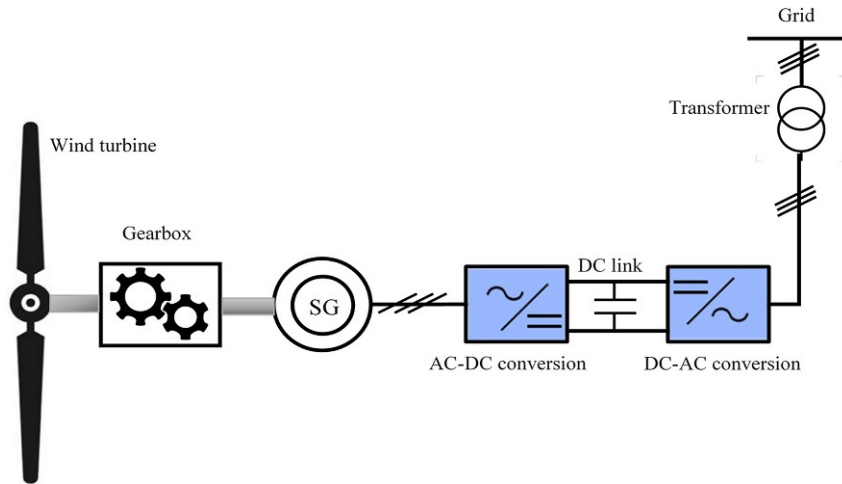 Grid
Transformer
Wind turbine
Gearbox
SG
DC link
AC-DC conversion
DC-AC conversion